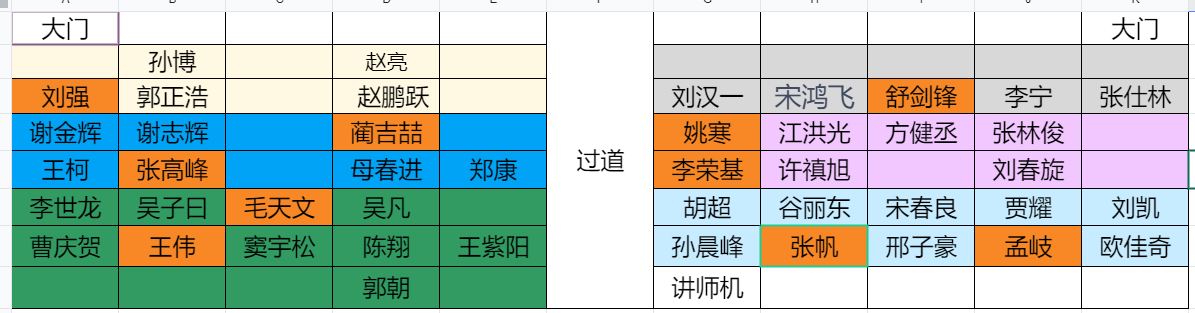 大门 大门
孙博 赵亮
刘强 郭正浩 赵鹏跃 刘汉一 宋鸿飞 舒剑锋 李宁 张仕林
谢金辉 谢志辉 蔺吉喆 姚寒 江洪光 方健丞 张林俊
过道
王柯 张高峰 母春进 郑康 李荣基 许禛旭 刘春旋
李世龙 吴子曰 毛天文 吴凡 胡超 谷丽东 宋春良 贾耀 刘凯
曹庆贺 王伟 窦宇松 陈翔 王紫阳 孙晨峰 张帆 邢子豪 孟岐 欧佳奇
郭朝 讲师机